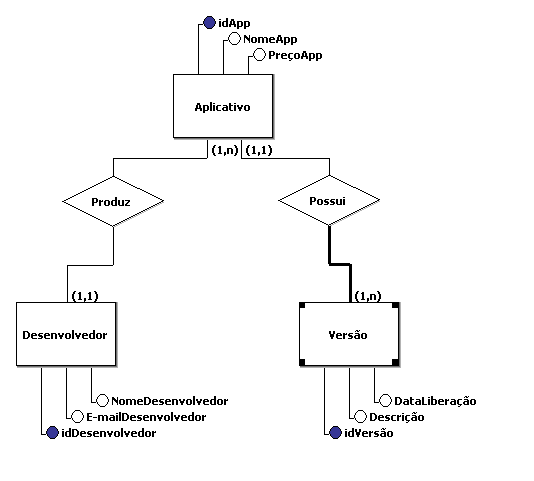 idApp
NomeApp
PreçoApp
Aplicativo
(1,n) (1,1)
Produz
Possui
(1,1)
(1,n)
Desenvolvedor
Versão
NomeDesenvolvedor
DataLiberação
E-mailDesenvolvedor
Descrição
idDesenvolvedor
idVersão